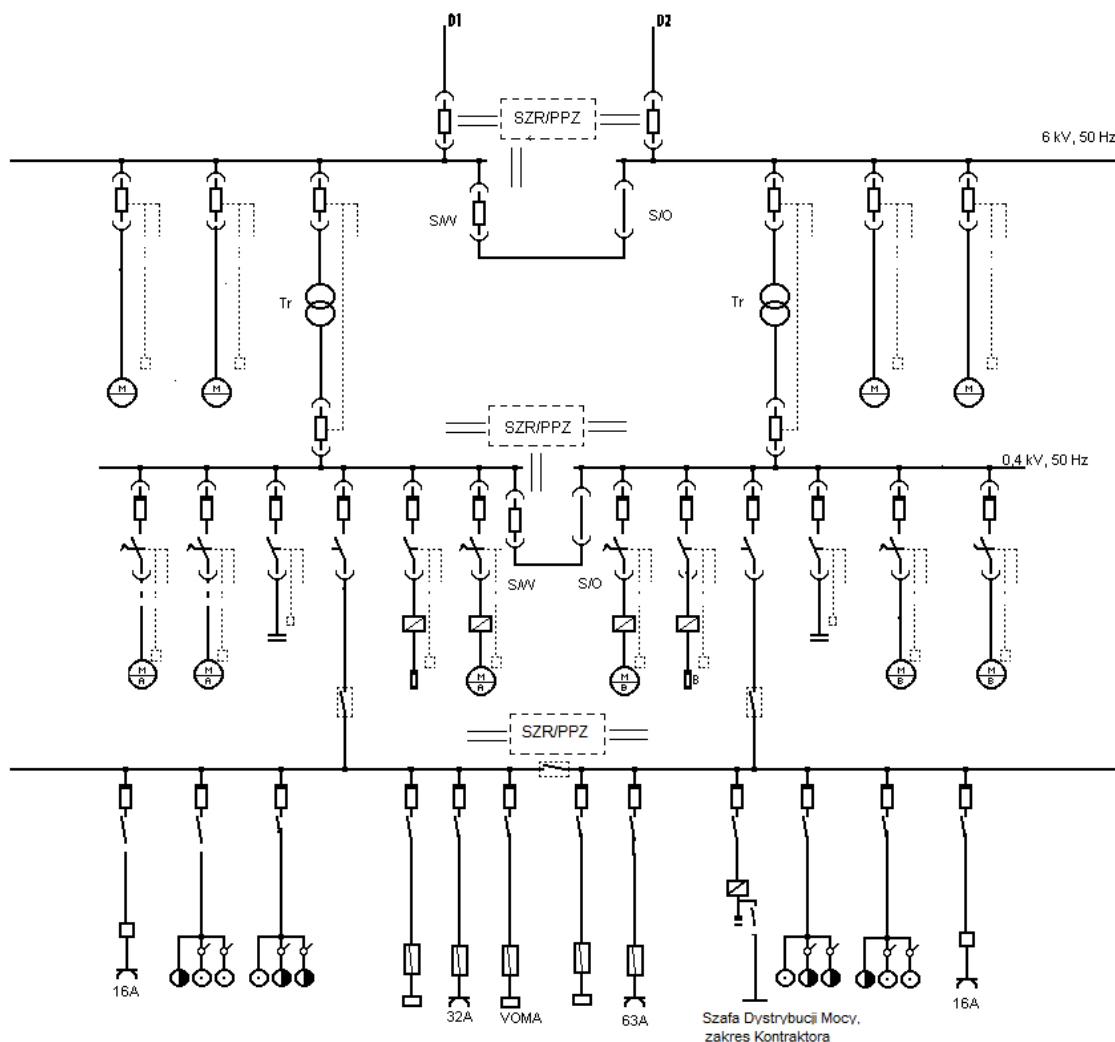 D1 D2
SZR/PPZ
6 kV, 50 Hz
S/W S/O
Tr Tr
M M M M
SZR/PPZ
0,4 kV, 50 Hz
S/W S/O
M A M A M A M B B M B M B
SZR/PPZ
16A 32A VOMA 63A 16A
Szafa Dystrybucji Mocy,
zakres Kontraktora